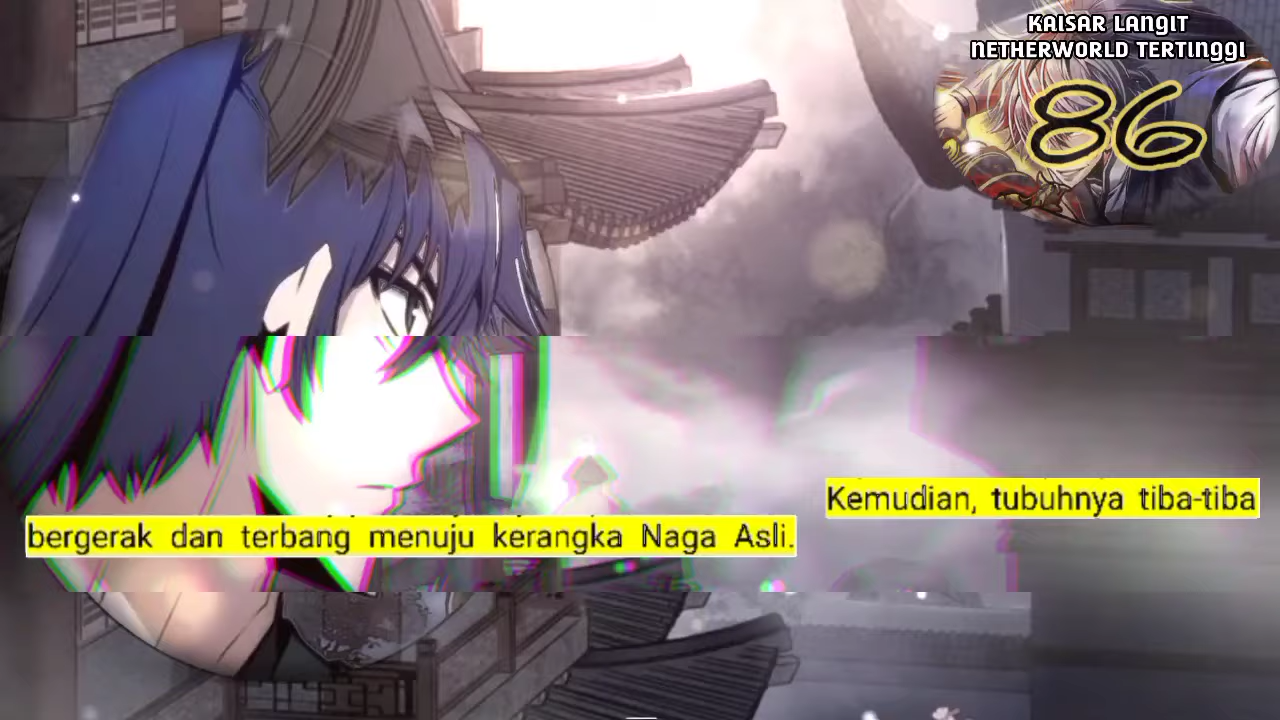 KAISAR LANGIT
NETHERWORLD TERTINGGI
86
Kemudian, tubuhnya tiba-tiba
bergerak dan terbang menuju kerangka Naga Asli.